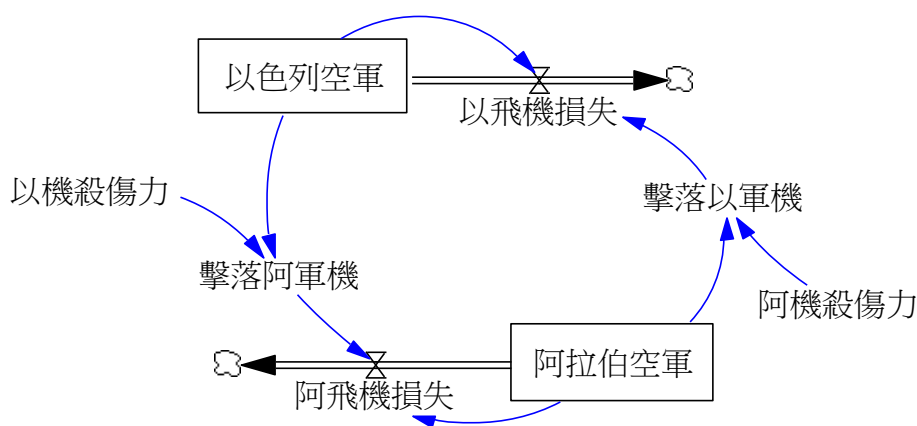 以色列空軍
以飛機損失
以機殺傷力
擊落以軍機
擊落阿軍機
阿機殺傷力
阿拉伯空軍
阿飛機損失